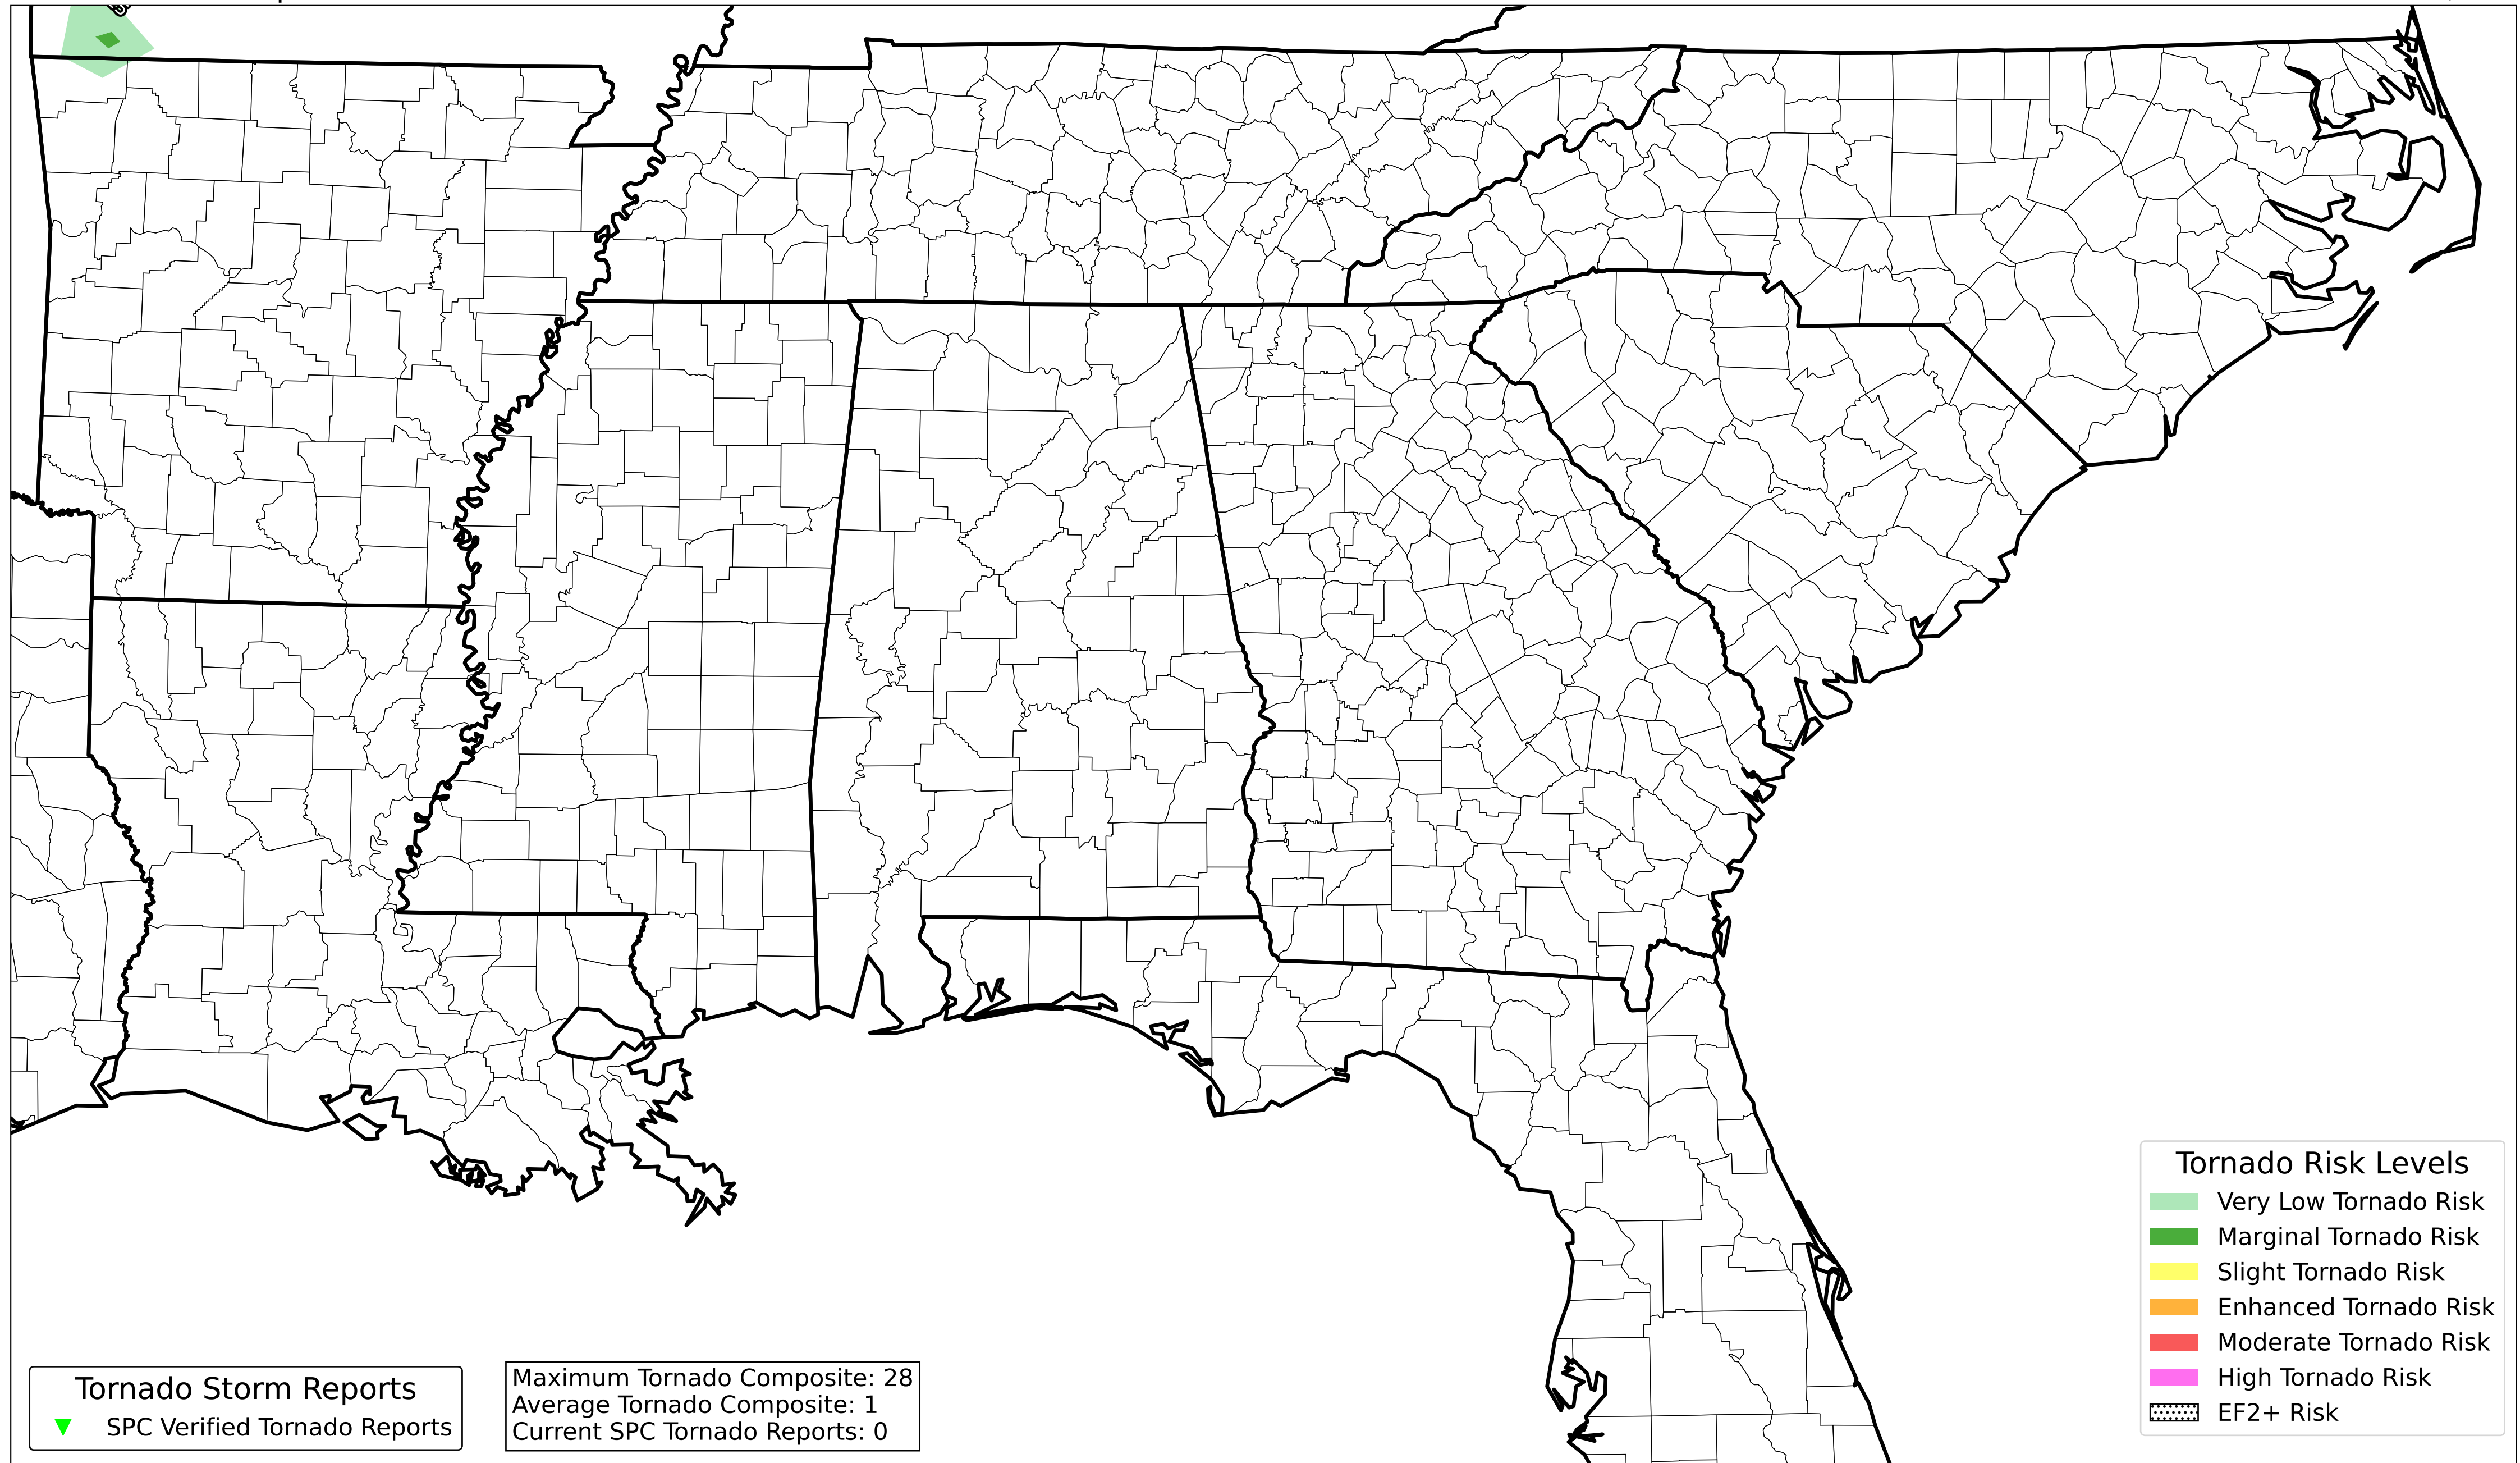 Tornado Risk Levels
Very Low Tornado Risk
Marginal Tornado Risk
Slight Tornado Risk
Enhanced Tornado Risk
Moderate Tornado Risk
High Tornado Risk
EF2+ Risk
Tornado Storm Reports
SPC Verified Tornado Reports
Maximum Tornado Composite: 28
Average Tornado Composite: 1
Current SPC Tornado Reports: 0